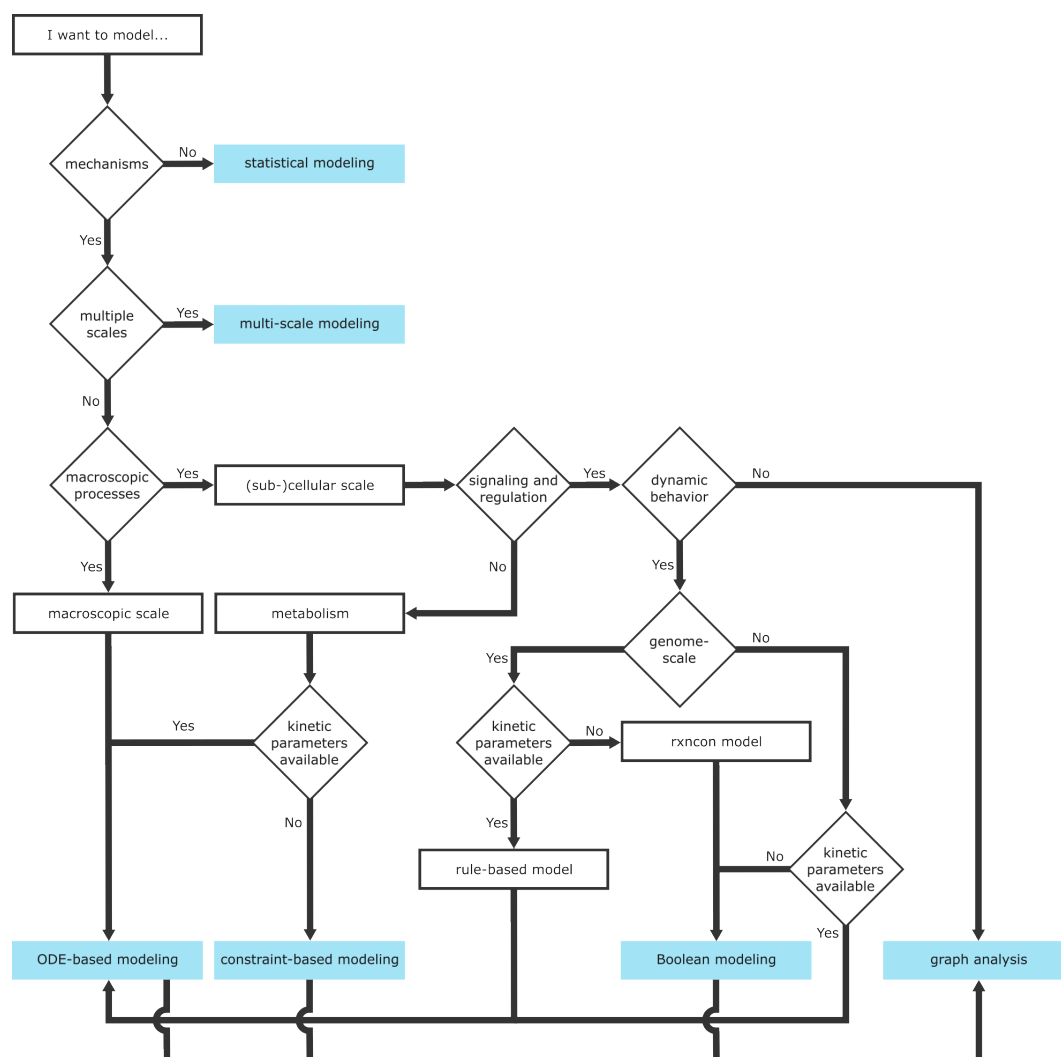 I want to model...
mechanisms
No
statistical modeling
Yes
multiple
scales
Yes
multi-scale modeling
No
macroscopic
processes
Yes
(sub-)cellular scale
signaling and
regulation
Yes
dynamic
behavior
No
Yes
No
Yes
macroscopic scale
metabolism
genome-
scale
No
Yes
Yes
kinetic
parameters
available
kinetic
parameters
available
No
rxncon model
No
Yes
rule-based model
No
kinetic
parameters
available
Yes
ODE-based modeling
constraint-based modeling
Boolean modeling
graph analysis